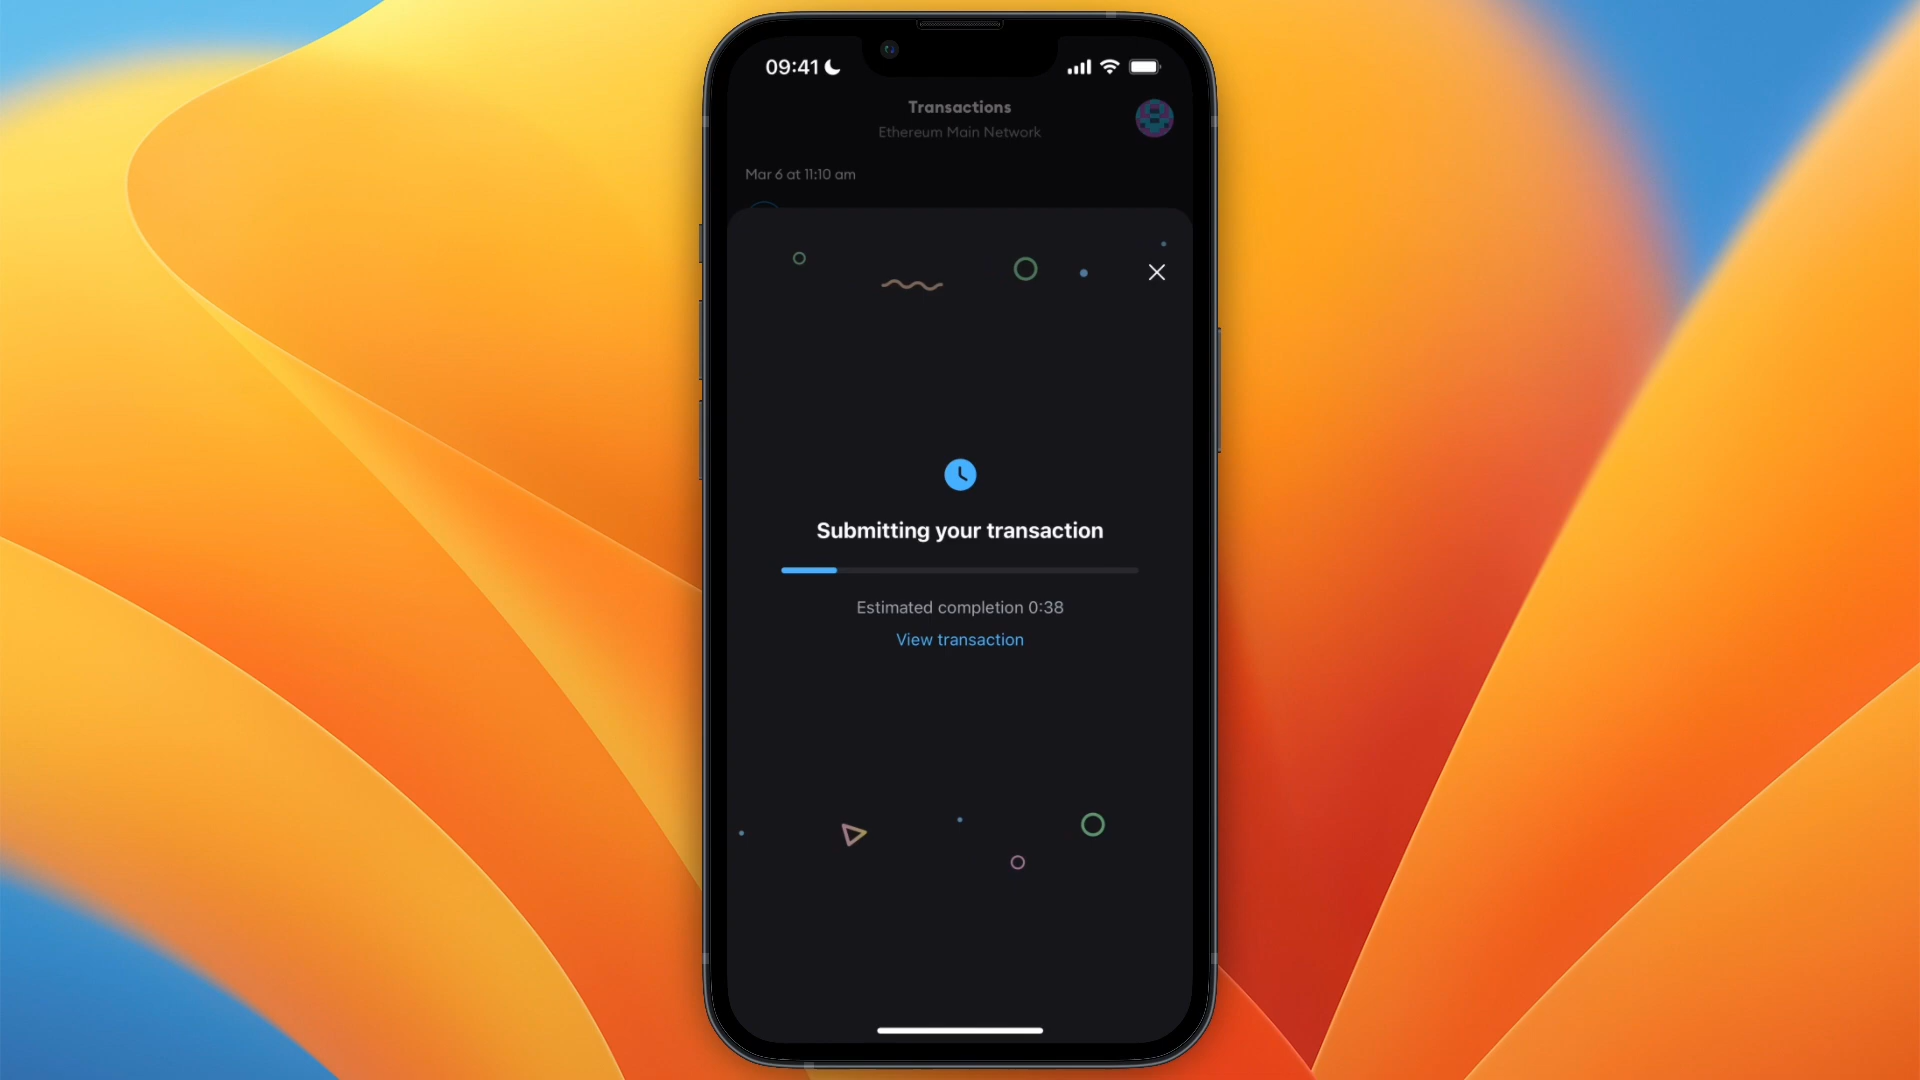 09:41
Transactions
Ethereum Main Network
Mar 6 at 11:10 am
Submitting your transaction
Estimated completion 0:38
View transaction